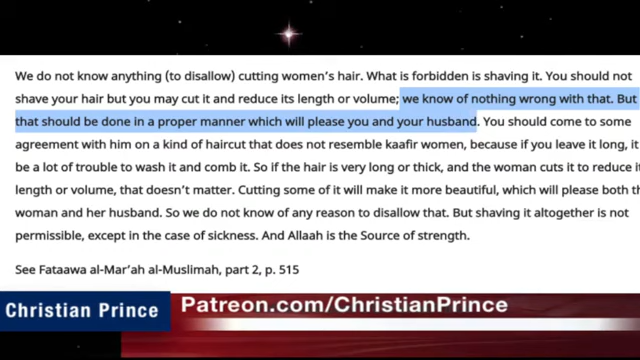 We do not know anything (to disallow) cutting women's hair. What is forbidden is shaving it. You should not
shave your hair but you may cut it and reduce its length or volume; we know of nothing wrong with that. But
that should be done in a proper manner which will please you and your husband. You should come to some
agreement with him on a kind of haircut that does not resemble kaafir women, because if you leave it long, it
be a lot of trouble to wash it and comb it. So if the hair is very long or thick, and the woman cuts it to reduce it
length or volume, that doesn't matter. Cutting some of it will make it more beautiful, which will please both th
woman and her husband. So we do not know of any reason to disallow that. But shaving it altogether is not
permissible, except in the case of sickness. And Allaah is the Source of strength.
See Fataawa al-Mar'ah al-Muslimah, part 2, p. 515
Christian Prince
Patreon.com/ChristianPrince